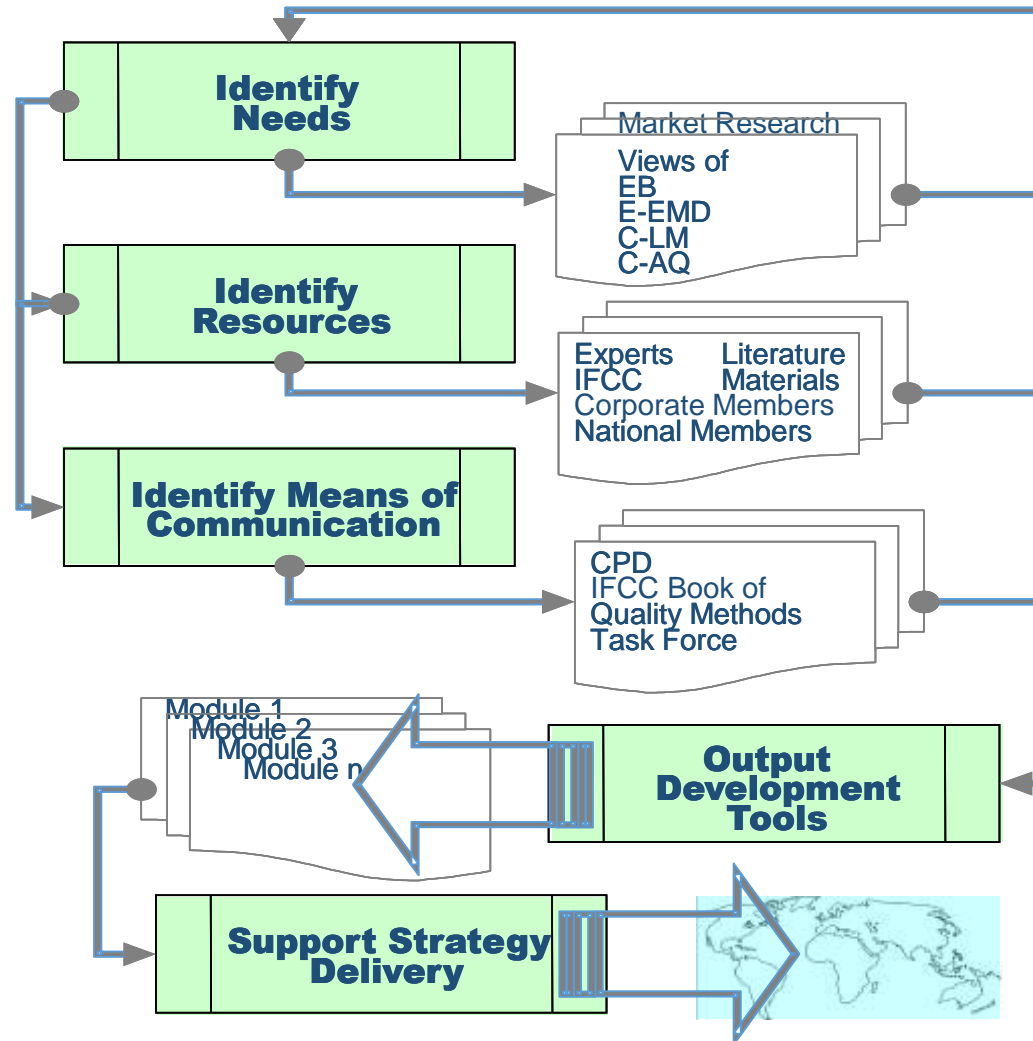 Identify
Needs
Market Research
Views of
EB
E-EMD
C-LM
C-AQ
Identify
Resources
Experts Literature
IFCC Materials
Corporate Members
National Members
Identify Means of
Communication
CPD
IFCC Book of
Quality Methods
Task Force
Module 1
Module 2
Module 3
Module n
Output
Development
Tools
Support Strategy
Delivery